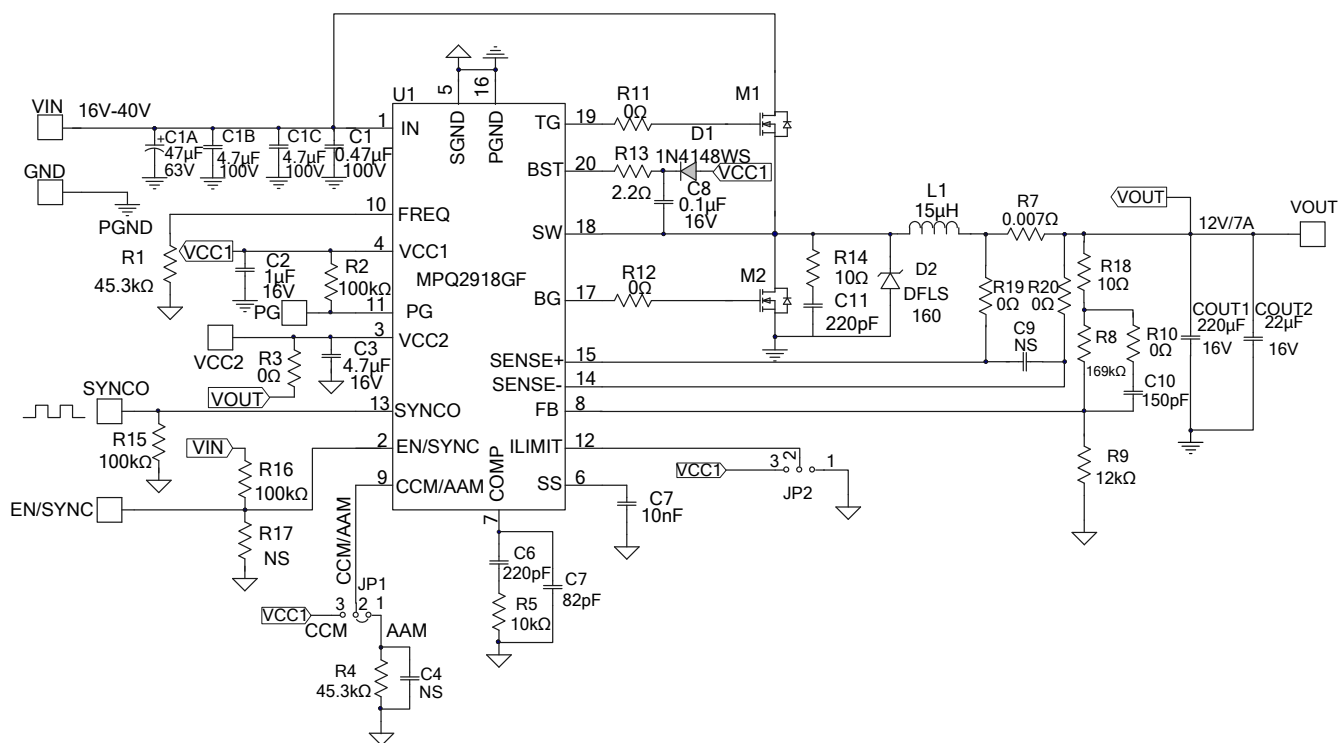 VIN
16V-40V
+
C1A
47µF
63V
C1B
4.7µF
100V
C1C
4.7µF
100V
C1
0.47µF
100V
GND
PGND
U1
MPQ2918GF
5
SGND
16
PGND
1
IN
10
FREQ
4
VCC1
11
PG
3
VCC2
13
SYNCO
2
EN/SYNC
9
CCM/AAM
7
COMP
TG
19
BST
20
SW
18
BG
17
SENSE+
15
SENSE-
14
FB
8
ILIMIT
12
SS
6
R1
45.3kΩ
VCC1
C2
1µF
16V
R2
100kΩ
PG
VCC2
R3
0Ω
VOUT
C3
4.7µF
16V
SYNCO
R15
100kΩ
VIN
R16
100kΩ
EN/SYNC
R17
NS
CCM/AAM
JP1
VCC1
3
2
1
CCM
AAM
R4
45.3kΩ
C4
NS
C6
220pF
R5
10kΩ
C7
82pF
C7
10nF
R11
0Ω
M1
R13
2.2Ω
D1
1N4148WS
VCC1
C8
0.1µF
16V
R12
0Ω
M2
R14
10Ω
C11
220pF
D2
DFLS
160
L1
15µH
R7
0.007Ω
R19
0Ω
R20
0Ω
C9
NS
VOUT
12V/7A
VOUT
R18
10Ω
R8
169kΩ
R10
0Ω
C10
150pF
R9
12kΩ
COUT1
220µF
16V
COUT2
22µF
16V
VCC1
3
2
1
JP2